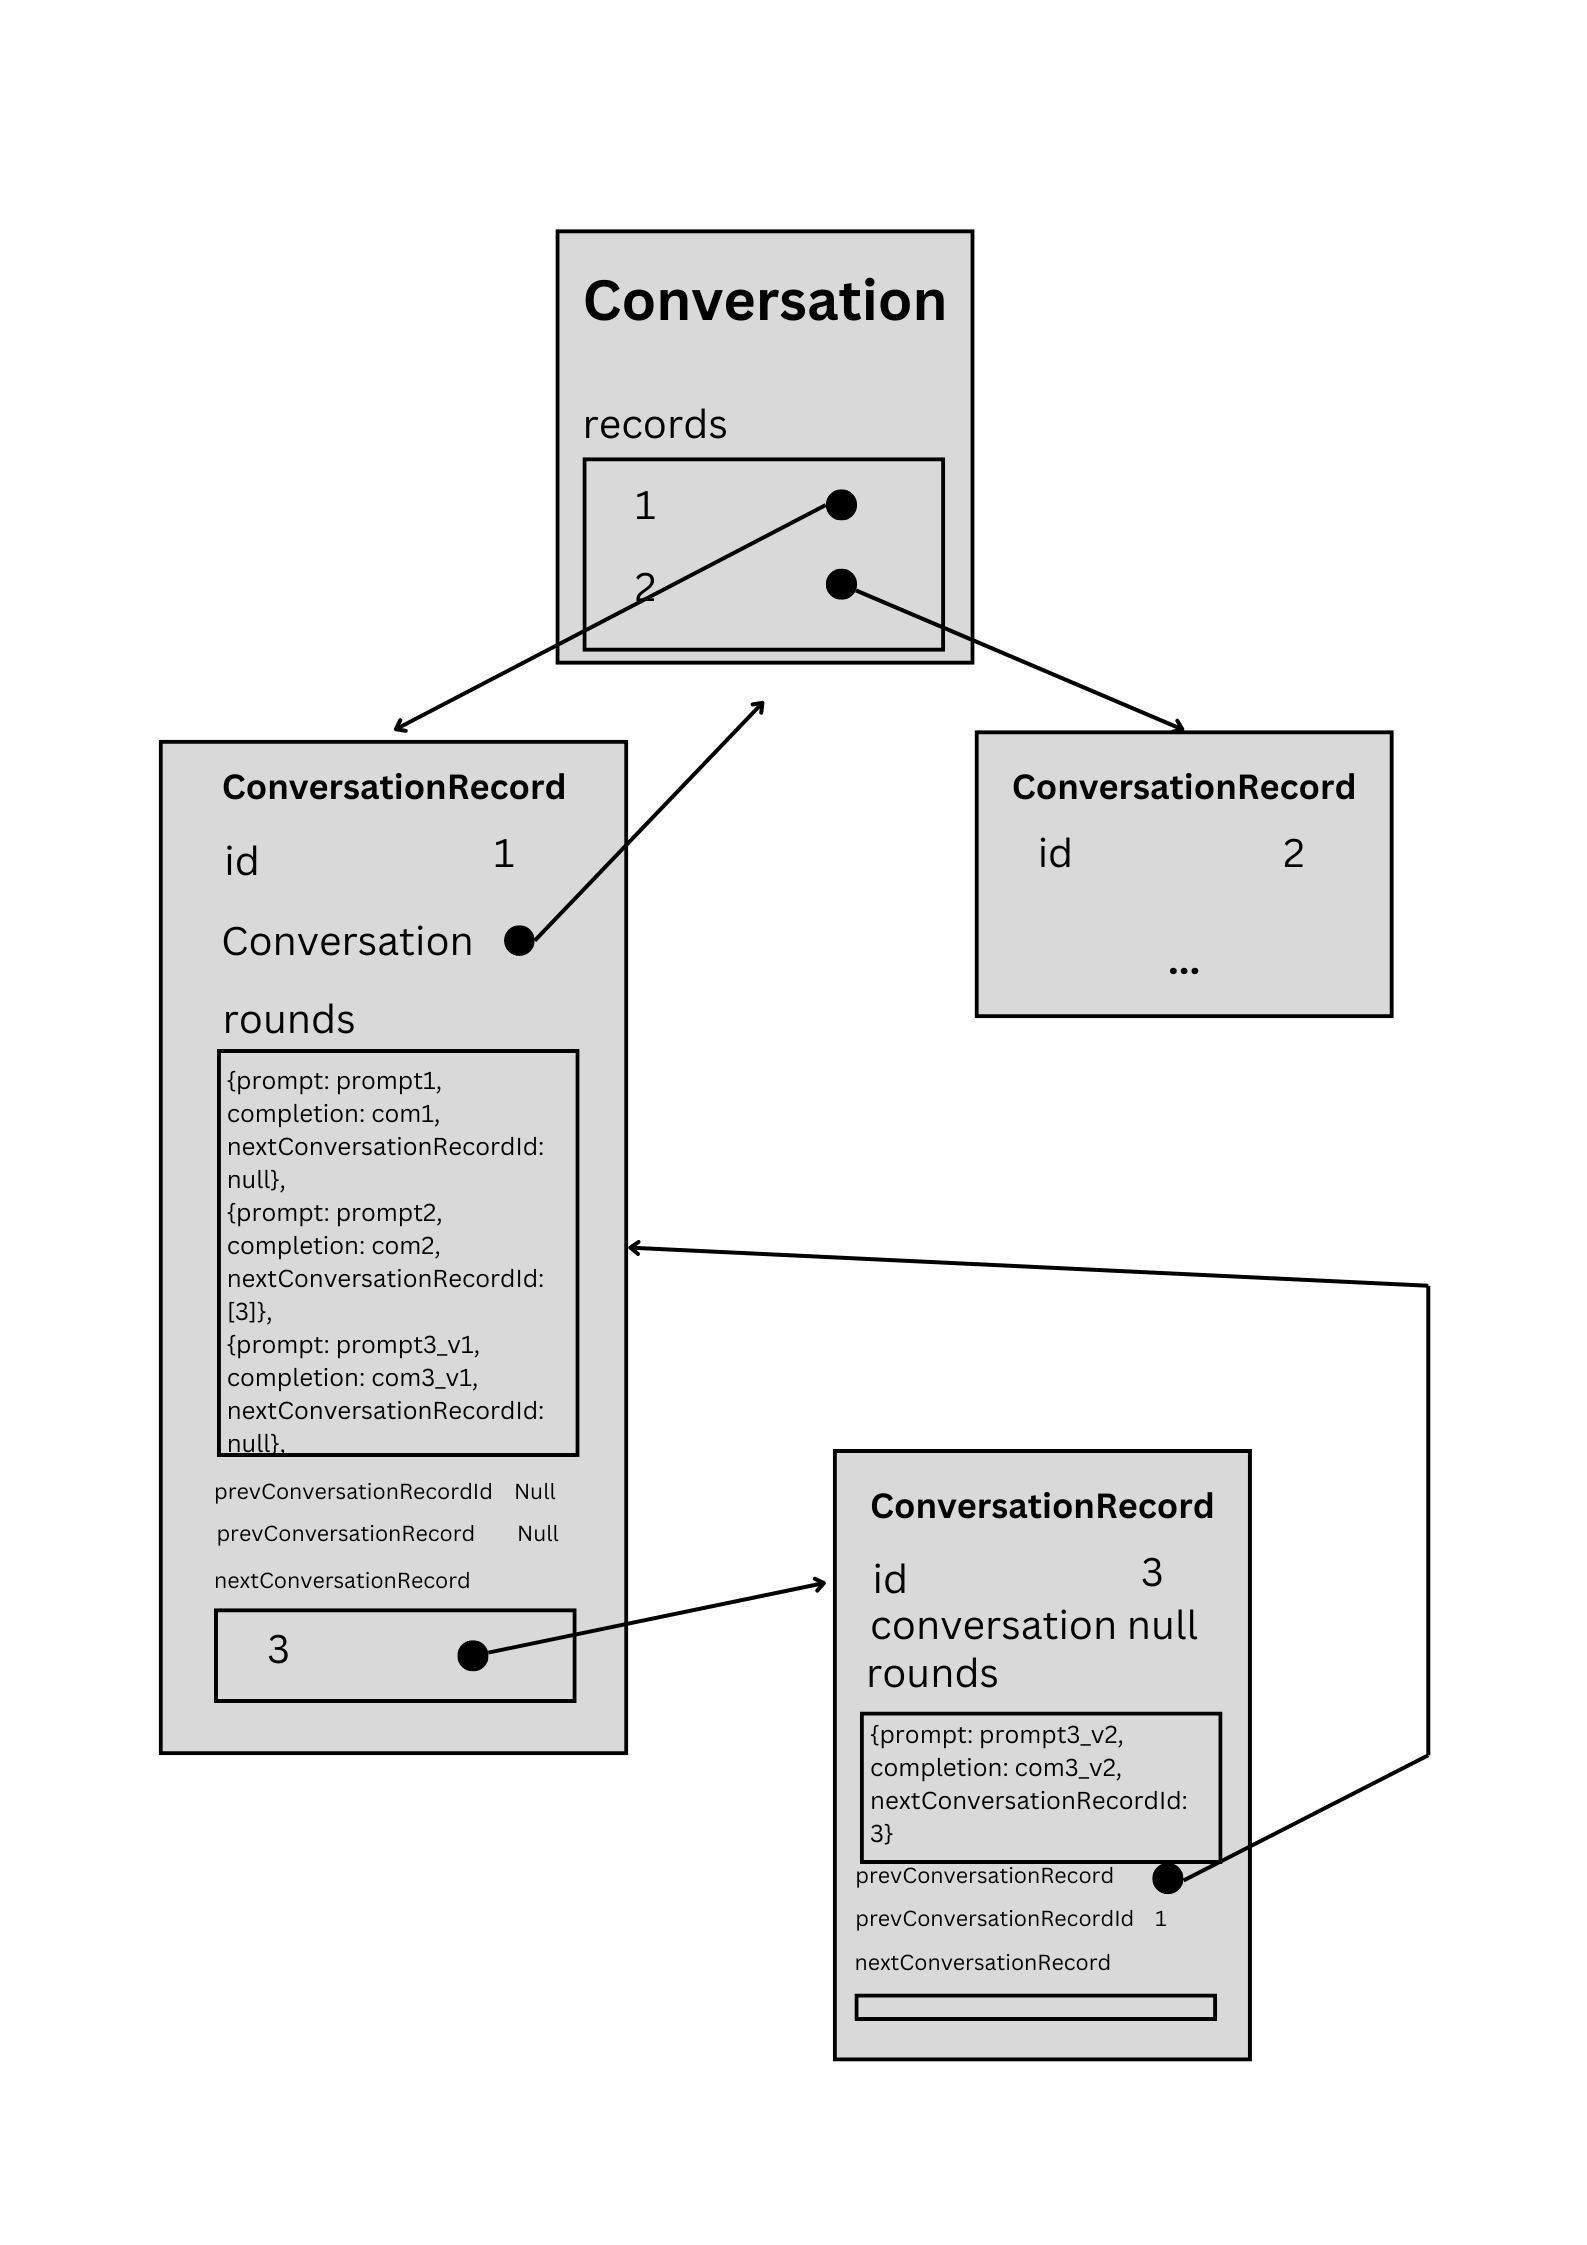 Conversation
records
1
2
ConversationRecord
id 1
Conversation
rounds
{prompt: prompt1,
completion: com1,
nextConversationRecordId:
null},
{prompt: prompt2,
completion: com2,
nextConversationRecordId:
[3]},
{prompt: prompt3_v1,
completion: com3_v1,
nextConversationRecordId:
null},
prevConversationRecordId Null
prevConversationRecord Null
nextConversationRecord
3
ConversationRecord
id 2
...
ConversationRecord
id 3
conversation null
rounds
{prompt: prompt3_v2,
completion: com3_v2,
nextConversationRecordId:
3}
prevConversationRecord
prevConversationRecordId 1
nextConversationRecord